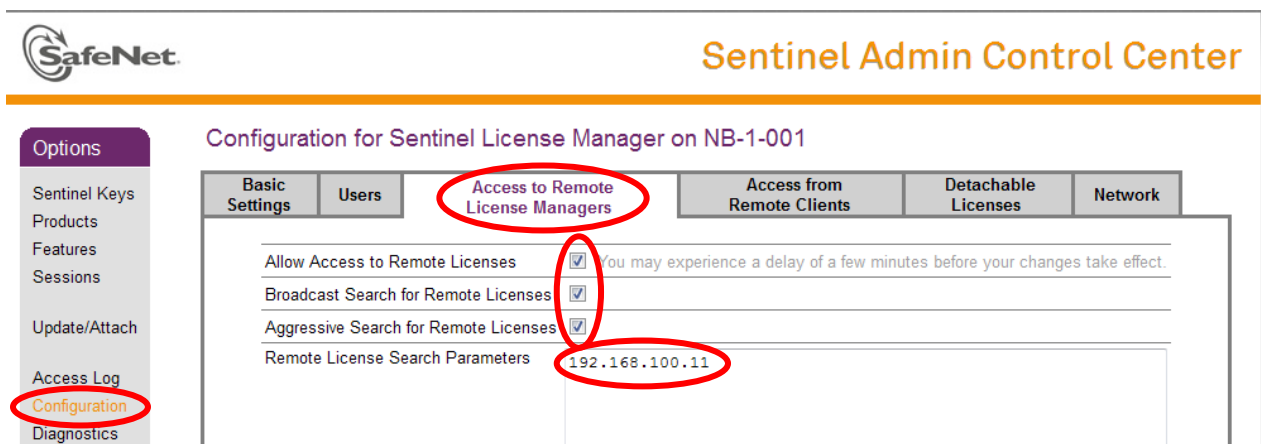 SafeNet.
Sentinel Admin Control Center
Options
Sentinel Keys
Products
Features
Sessions
Update/Attach
Access Log
Configuration
Diagnostics
Configuration for Sentinel License Manager on NB-1-001
Basic
Settings
Users
Access to Remote
License Managers
Access from
Remote Clients
Detachable
Licenses
Network
Allow Access to Remote Licenses You may experience a delay of a few minutes before your changes take effect.
Broadcast Search for Remote Licenses
Aggressive Search for Remote Licenses
Remote License Search Parameters 192.168.100.11